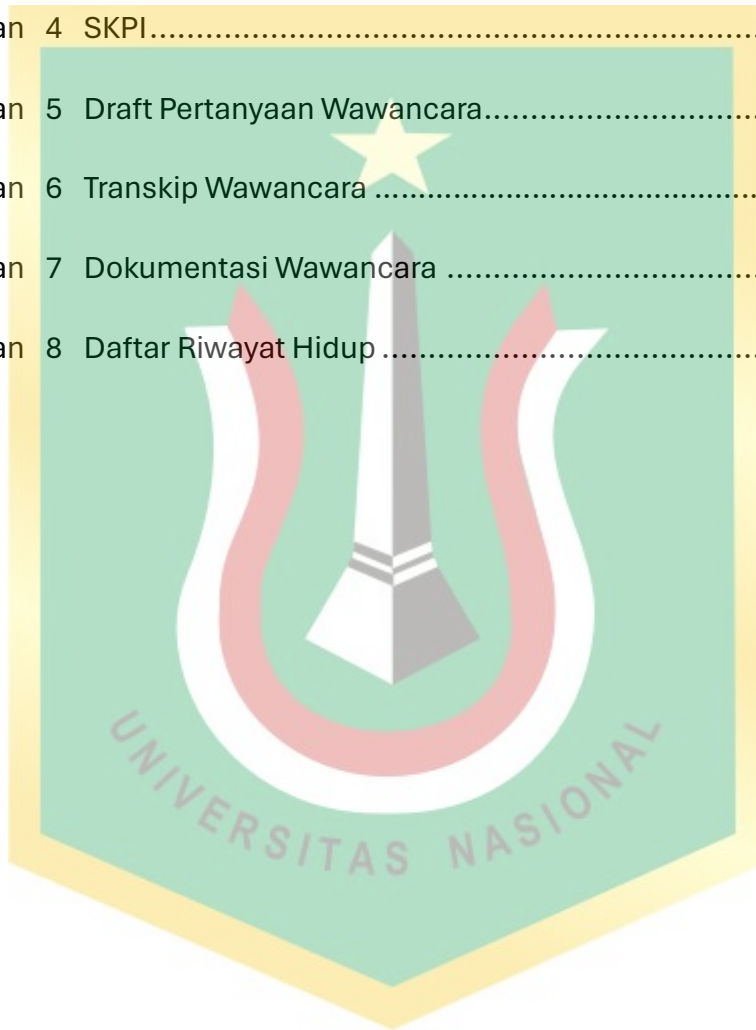 an 4 SKPI........................................................................
an 5 Draft Pertanyaan Wawancara..............................
an 6 Transkip Wawancara ..........................................
an 7 Dokumentasi Wawancara ..................................
an 8 Daftar Riwayat Hidup .........................................
UNIVERSITAS NASIONAL